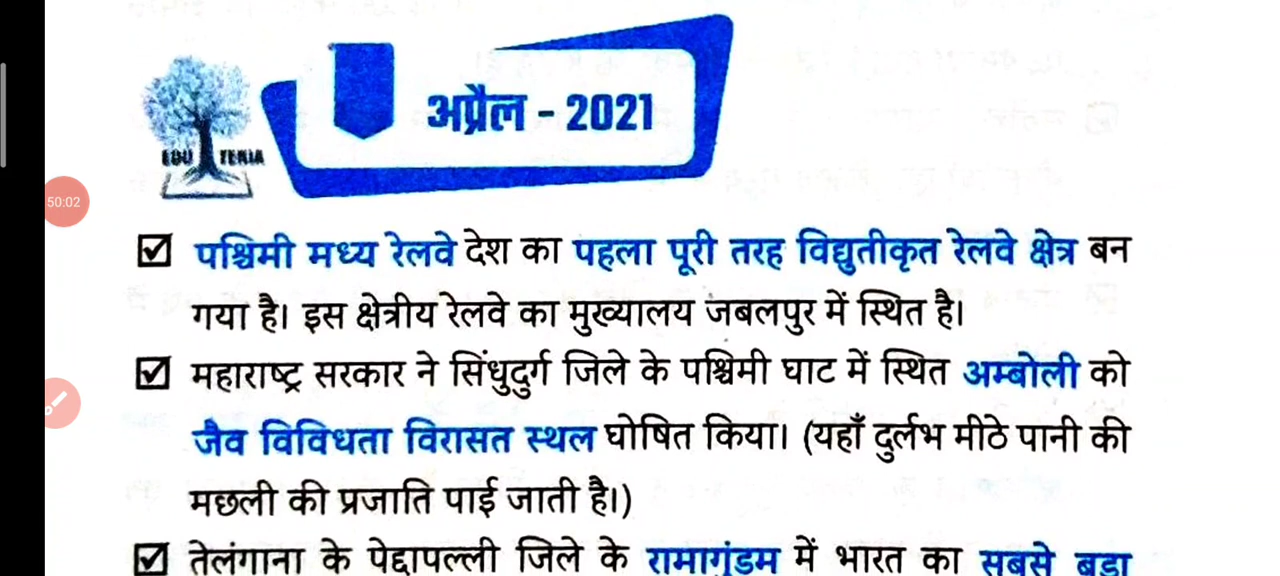 अप्रैल - 2021
EDU TERIA
50:02
पश्चिमी मध्य रेलवे देश का पहला पूरी तरह विद्युतीकृत रेलवे क्षेत्र बन
गया है। इस क्षेत्रीय रेलवे का मुख्यालय जबलपुर में स्थित है।
महाराष्ट्र सरकार ने सिंधुदुर्ग जिले के पश्चिमी घाट में स्थित अम्बोली को
जैव विविधता विरासत स्थल घोषित किया। (यहाँ दुर्लभ मीठे पानी की
मछली की प्रजाति पाई जाती है।)
तेलंगाना के पेद्दापल्ली जिले के रामागुंडम में भारत का सबसे बड़ा